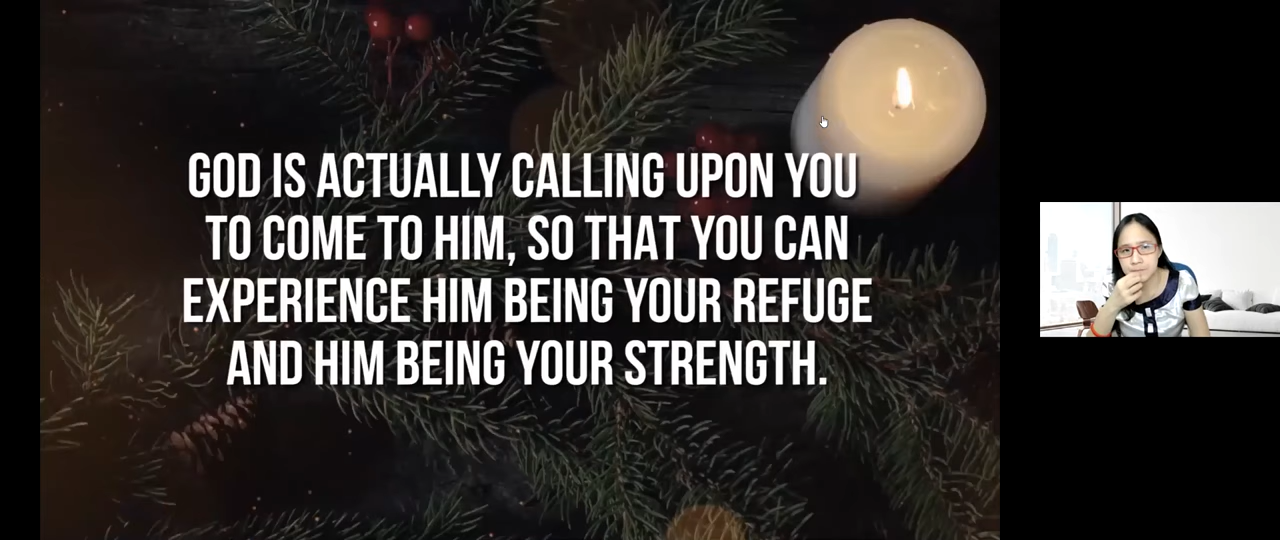 GOD IS ACTUALLY CALLING UPON YOU
TO COME TO HIM, SO THAT YOU CAN
EXPERIENCE HIM BEING YOUR REFUGE
AND HIM BEING YOUR STRENGTH.